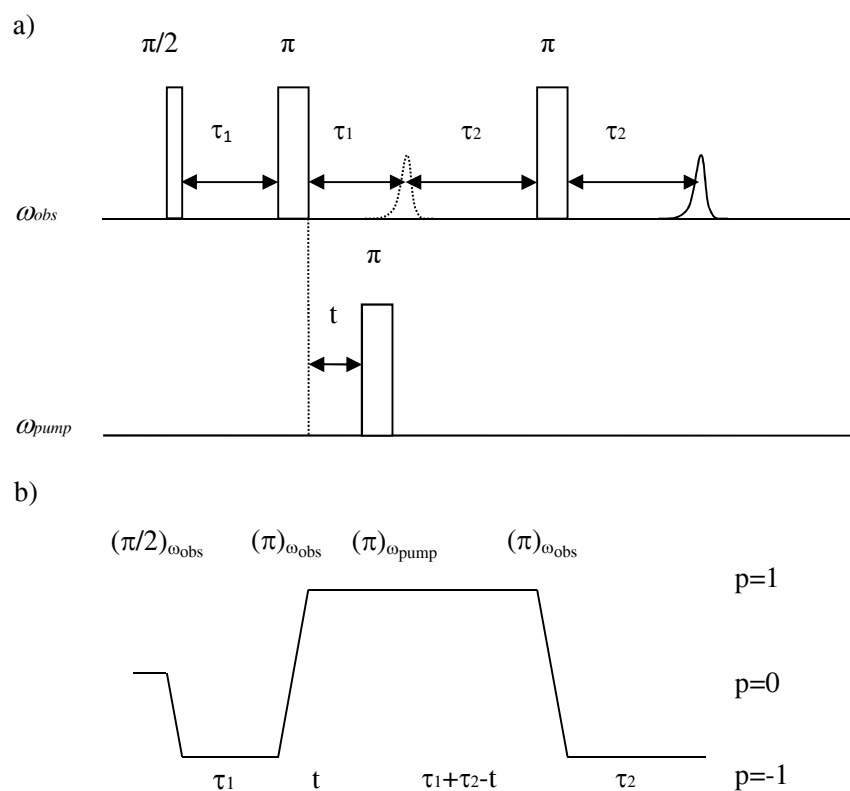 a)
π/2 π π
τ1 τ1 τ2 τ2
ωobs
π
t
ωpump
b)
(π/2)ωobs (π)ωobs (π)ωpump (π)ωobs
p=1
p=0
τ1 t τ1+τ2-t τ2 p=-1